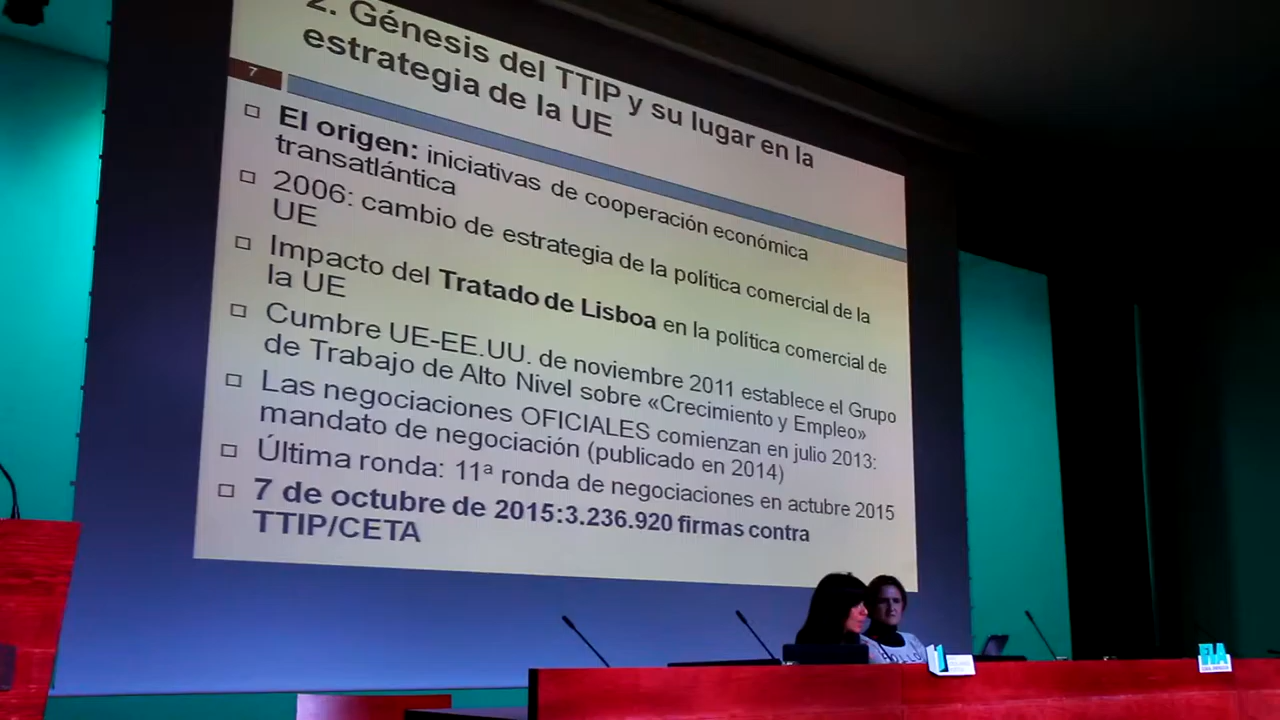 2. Génesis del TTIP y su lugar en la
estrategia de la UE
7
El origen: iniciativas de cooperación económica
transatlántica
2006: cambio de estrategia de la política comercial de la
UE
Impacto del Tratado de Lisboa en la política comercial de
la UE
Cumbre UE-EE.UU. de noviembre 2011 establece el Grupo
de Trabajo de Alto Nivel sobre «Crecimiento y Empleo»
Las negociaciones OFICIALES comienzan en julio 2013:
mandato de negociación (publicado en 2014)
Última ronda: 11ª ronda de negociaciones en actubre 2015
7 de octubre de 2015:3.236.920 firmas contra
TTIP/CETA